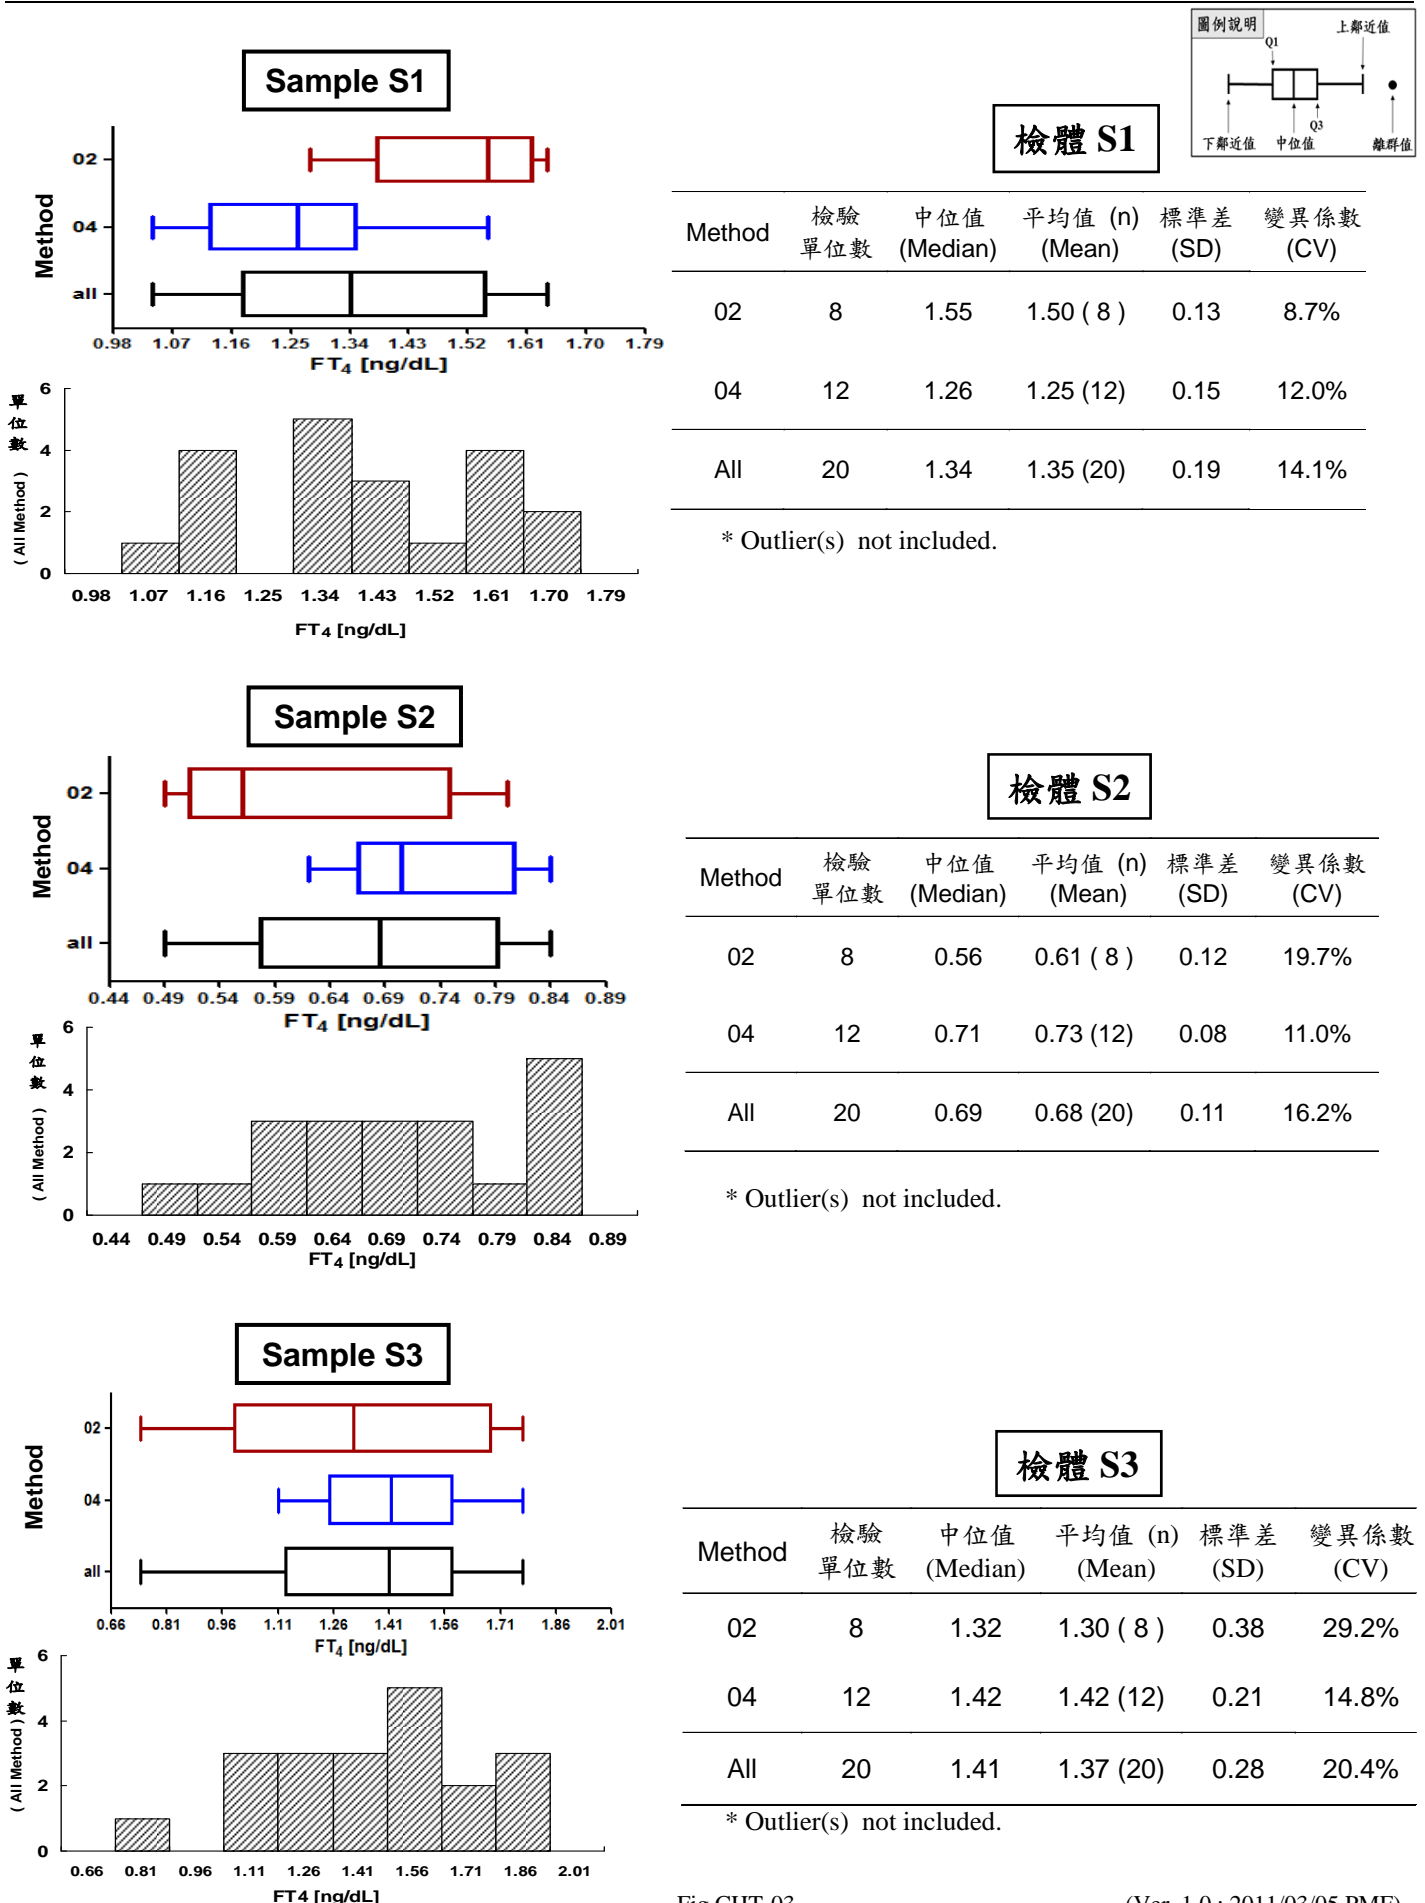 圖例說明
Q1
上鄰近值
Q3
下鄰近值 中位值 離群值
Sample S1
Method
02
04
all
0.98 1.07 1.16 1.25 1.34 1.43 1.52 1.61 1.70 1.79
FT4 [ng/dL]
單位數
( All Method )
6
4
2
0
0.98 1.07 1.16 1.25 1.34 1.43 1.52 1.61 1.70 1.79
FT4 [ng/dL]
檢體 S1
Method 檢驗單位數 中位值 (Median) 平均值 (n) (Mean) 標準差 (SD) 變異係數 (CV)
02 8 1.55 1.50 ( 8 ) 0.13 8.7%
04 12 1.26 1.25 (12) 0.15 12.0%
All 20 1.34 1.35 (20) 0.19 14.1%
* Outlier(s) not included.
Sample S2
Method
02
04
all
0.44 0.49 0.54 0.59 0.64 0.69 0.74 0.79 0.84 0.89
FT4 [ng/dL]
單位數
( All Method )
6
4
2
0
0.44 0.49 0.54 0.59 0.64 0.69 0.74 0.79 0.84 0.89
FT4 [ng/dL]
檢體 S2
Method 檢驗單位數 中位值 (Median) 平均值 (n) (Mean) 標準差 (SD) 變異係數 (CV)
02 8 0.56 0.61 ( 8 ) 0.12 19.7%
04 12 0.71 0.73 (12) 0.08 11.0%
All 20 0.69 0.68 (20) 0.11 16.2%
* Outlier(s) not included.
Sample S3
Method
02
04
all
0.66 0.81 0.96 1.11 1.26 1.41 1.56 1.71 1.86 2.01
FT4 [ng/dL]
單位數
( All Method )
6
4
2
0
0.66 0.81 0.96 1.11 1.26 1.41 1.56 1.71 1.86 2.01
FT4 [ng/dL]
檢體 S3
Method 檢驗單位數 中位值 (Median) 平均值 (n) (Mean) 標準差 (SD) 變異係數 (CV)
02 8 1.32 1.30 ( 8 ) 0.38 29.2%
04 12 1.42 1.42 (12) 0.21 14.8%
All 20 1.41 1.37 (20) 0.28 20.4%
* Outlier(s) not included.